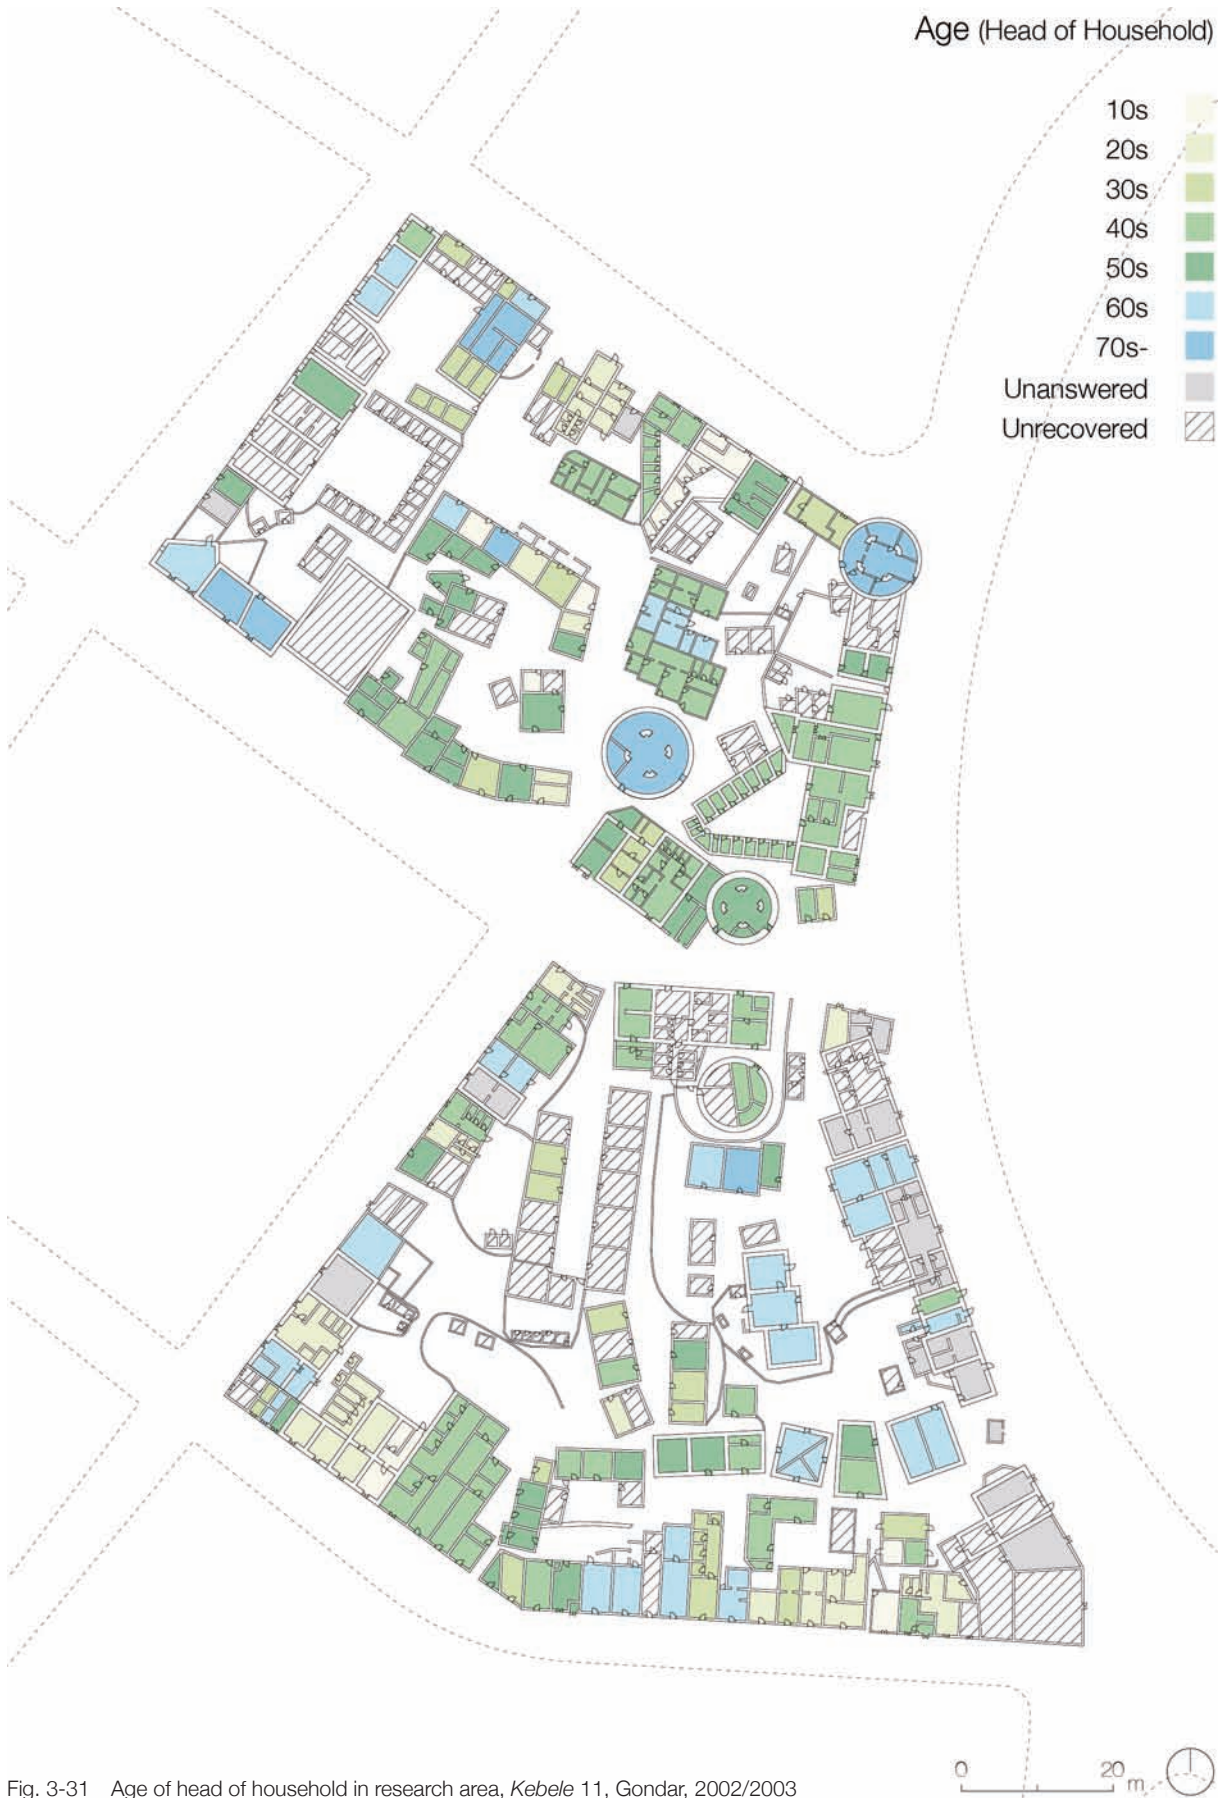 Age (Head of Household)
10s
20s
30s
40s
50s
60s
70s-
Unanswered
Unrecovered
0 20 m
Fig. 3-31 Age of head of household in research area, Kebele 11, Gondar, 2002/2003